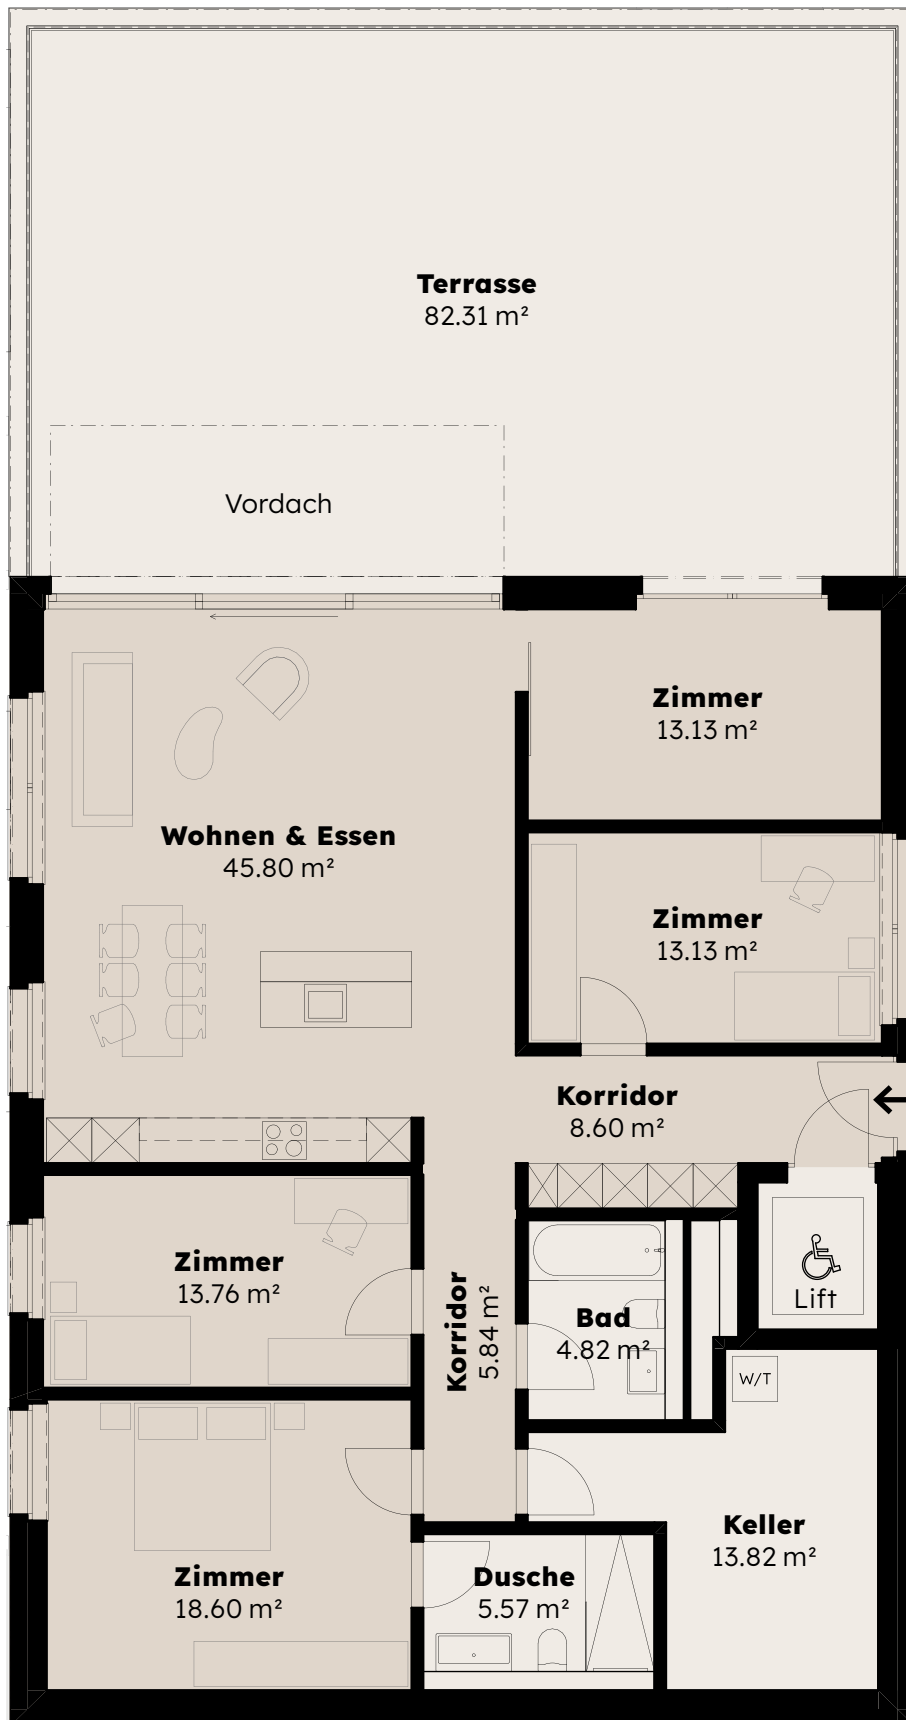 Terrasse
82.31 m²
Vordach
Zimmer
13.13 m²
Wohnen & Essen
45.80 m²
Zimmer
13.13 m²
Korridor
8.60 m²
Zimmer
13.76 m²
Korridor
5.84 m²
Bad
4.82 m²
Lift
W/T
Keller
13.82 m²
Zimmer
18.60 m²
Dusche
5.57 m²